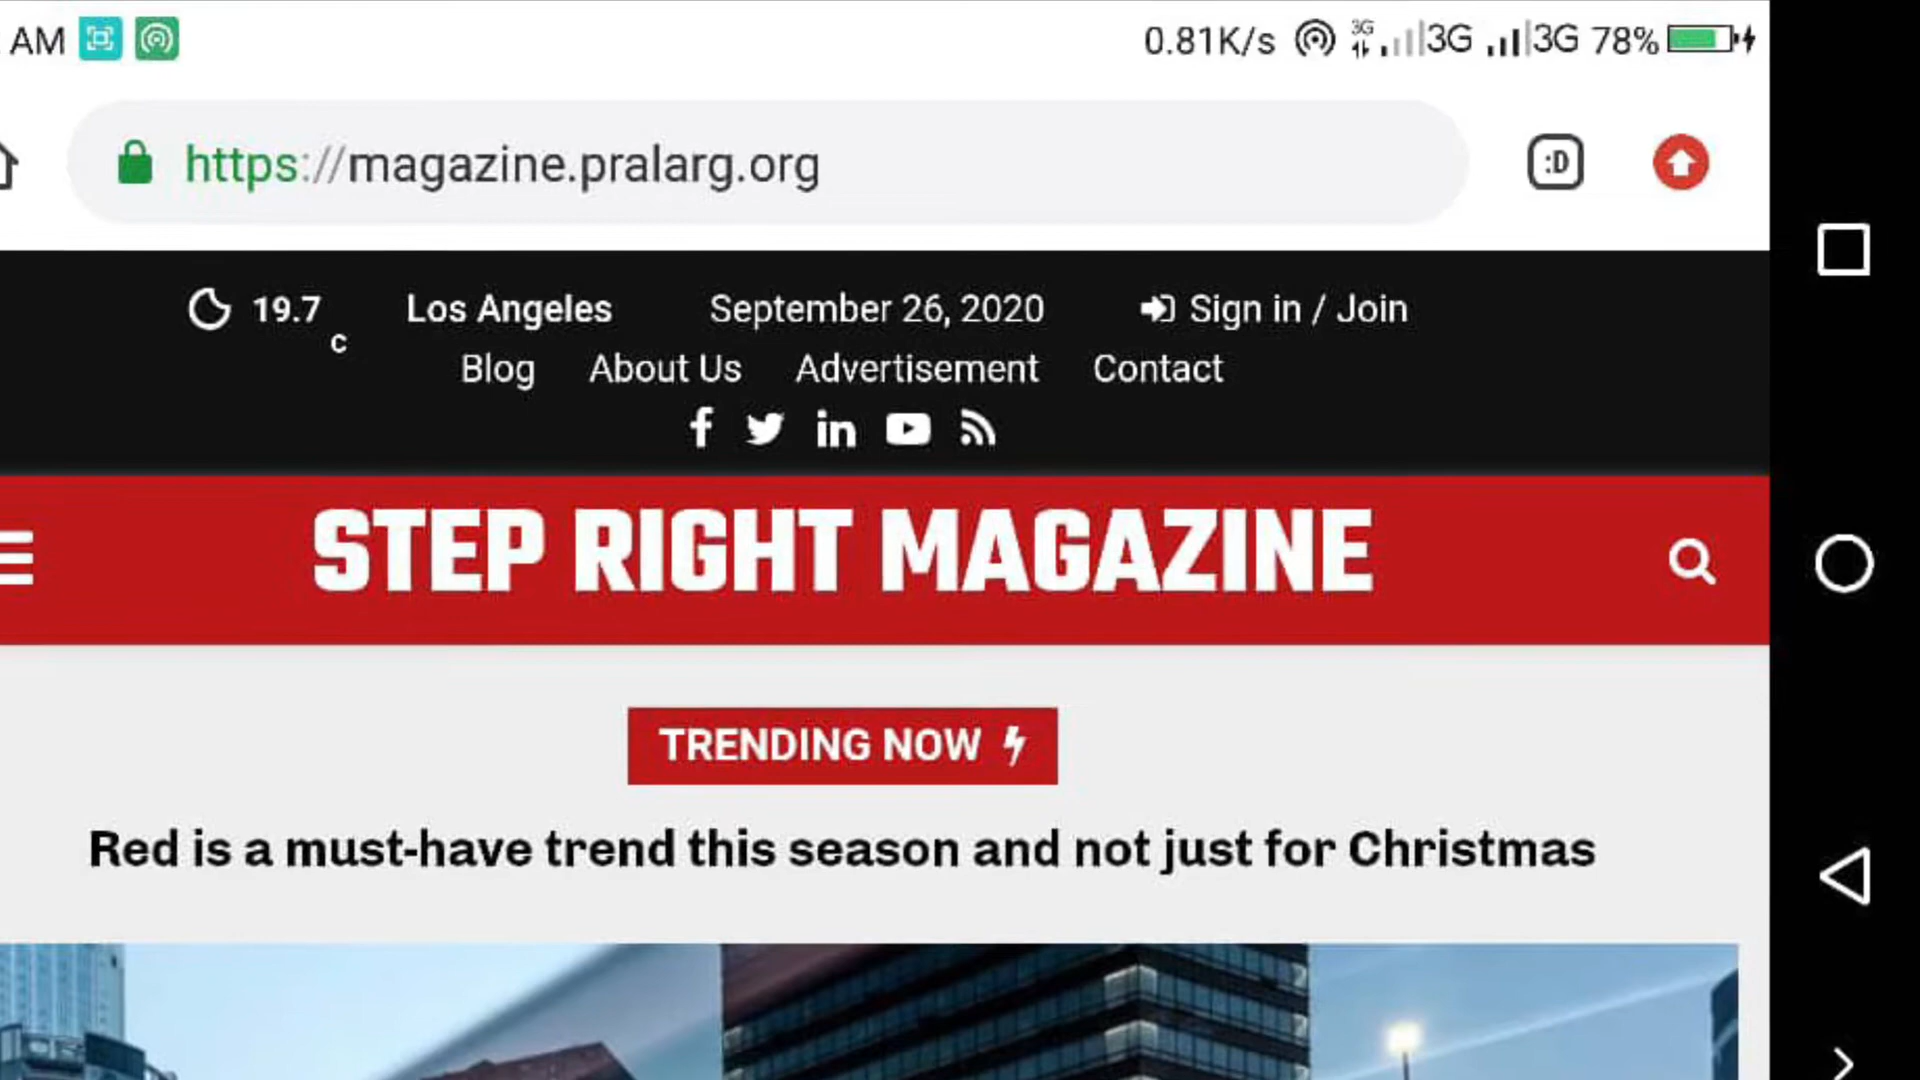 AM 0.81K/s 3G 3G 3G 78%
https://magazine.pralarg.org :D
19.7 C Los Angeles September 26, 2020 Sign in / Join
Blog About Us Advertisement Contact
STEP RIGHT MAGAZINE
TRENDING NOW
Red is a must-have trend this season and not just for Christmas